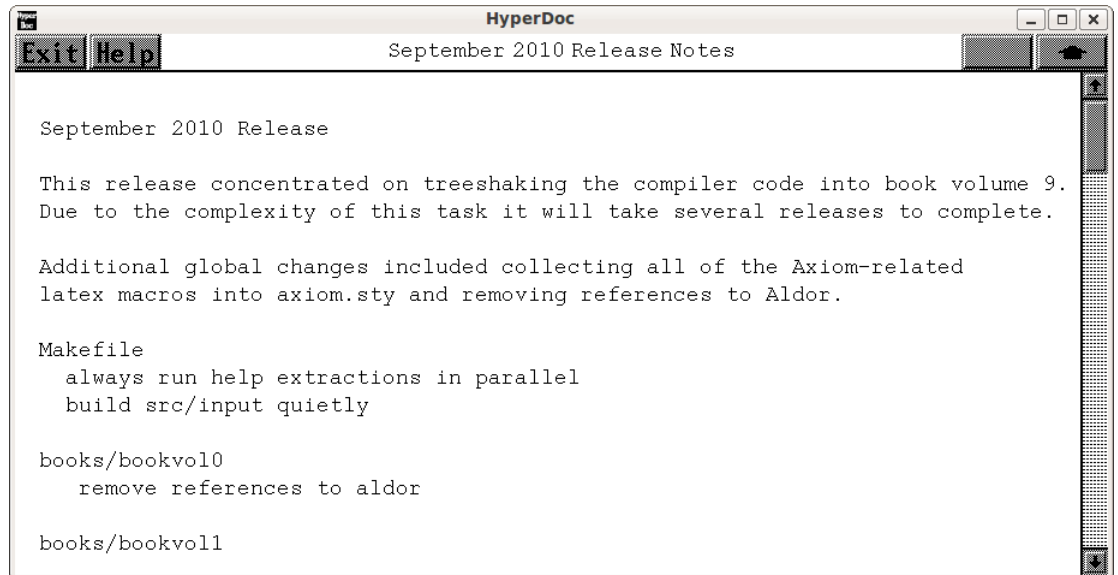 Hyper
Doc
HyperDoc
Exit Help
September 2010 Release Notes
September 2010 Release
This release concentrated on treeshaking the compiler code into book volume 9.
Due to the complexity of this task it will take several releases to complete.
Additional global changes included collecting all of the Axiom-related
latex macros into axiom.sty and removing references to Aldor.
Makefile
always run help extractions in parallel
build src/input quietly
books/bookvol0
remove references to aldor
books/bookvol1